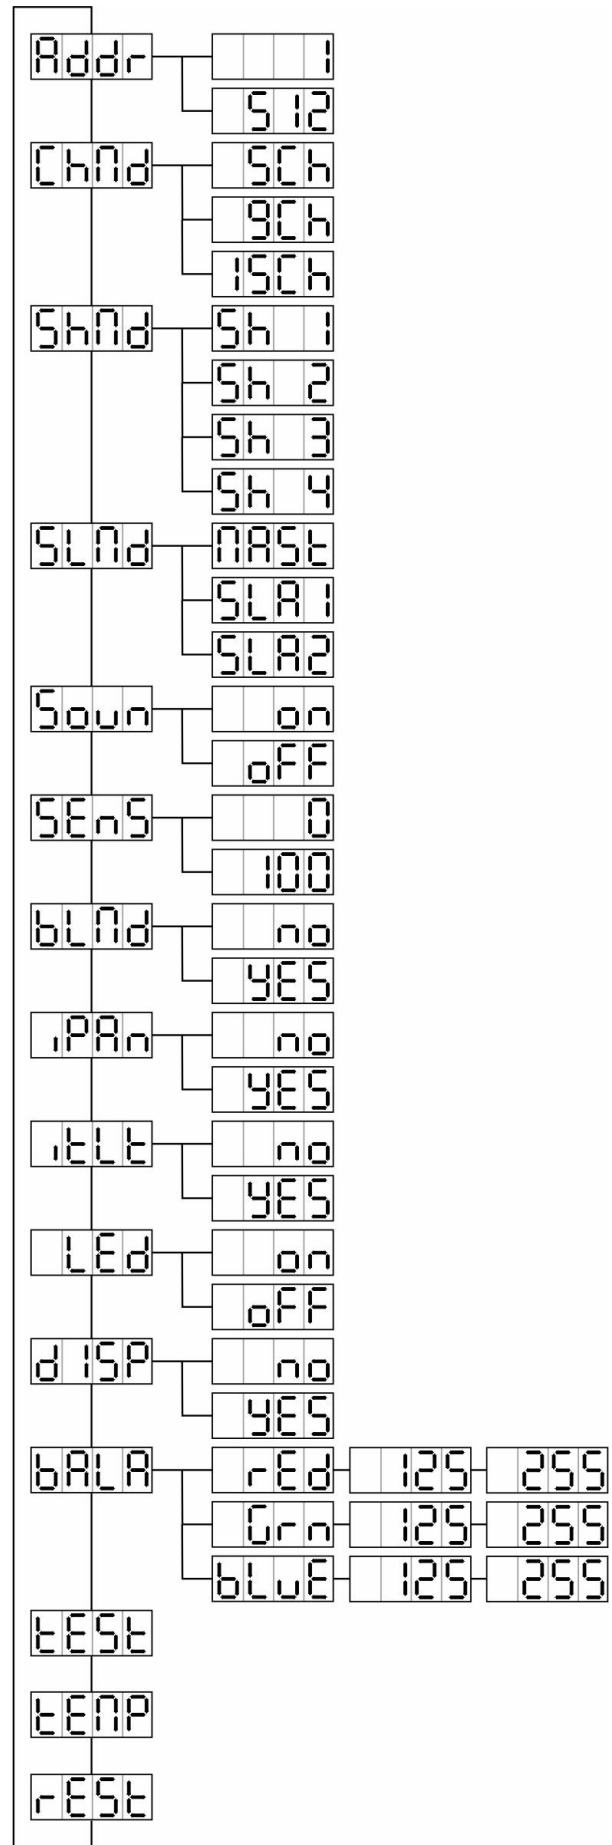 Addr 1
512
ChMd 5Ch
9Ch
15Ch
ShMd Sh 1
Sh 2
Sh 3
Sh 4
SLMd MASt
SLA1
SLA2
Soun on
oFF
SEnS 0
100
bLMd no
YES
iPAn no
YES
itLt no
YES
LEd on
oFF
dISP no
YES
bALA rEd 125 255
Grn 125 255
bLuE 125 255
tESt
tEMP
rESt